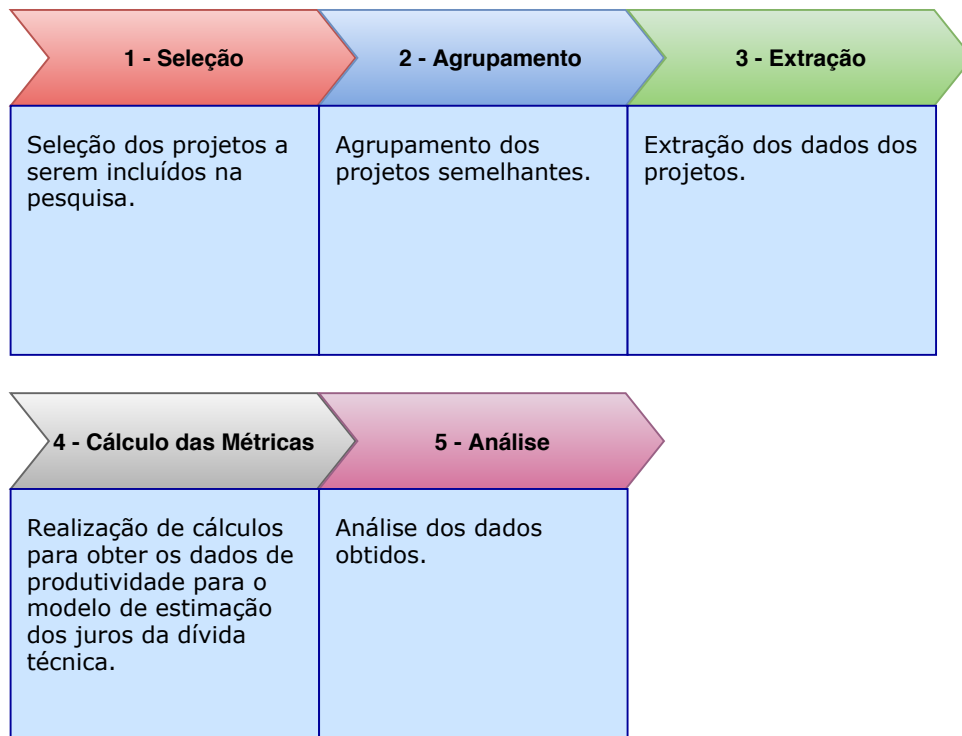 1 - Seleção
2 - Agrupamento
3 - Extração
Seleção dos projetos a
serem incluídos na
pesquisa.
Agrupamento dos
projetos semelhantes.
Extração dos dados dos
projetos.
4 - Cálculo das Métricas
5 - Análise
Realização de cálculos
para obter os dados de
produtividade para o
modelo de estimação
dos juros da dívida
técnica.
Análise dos dados
obtidos.